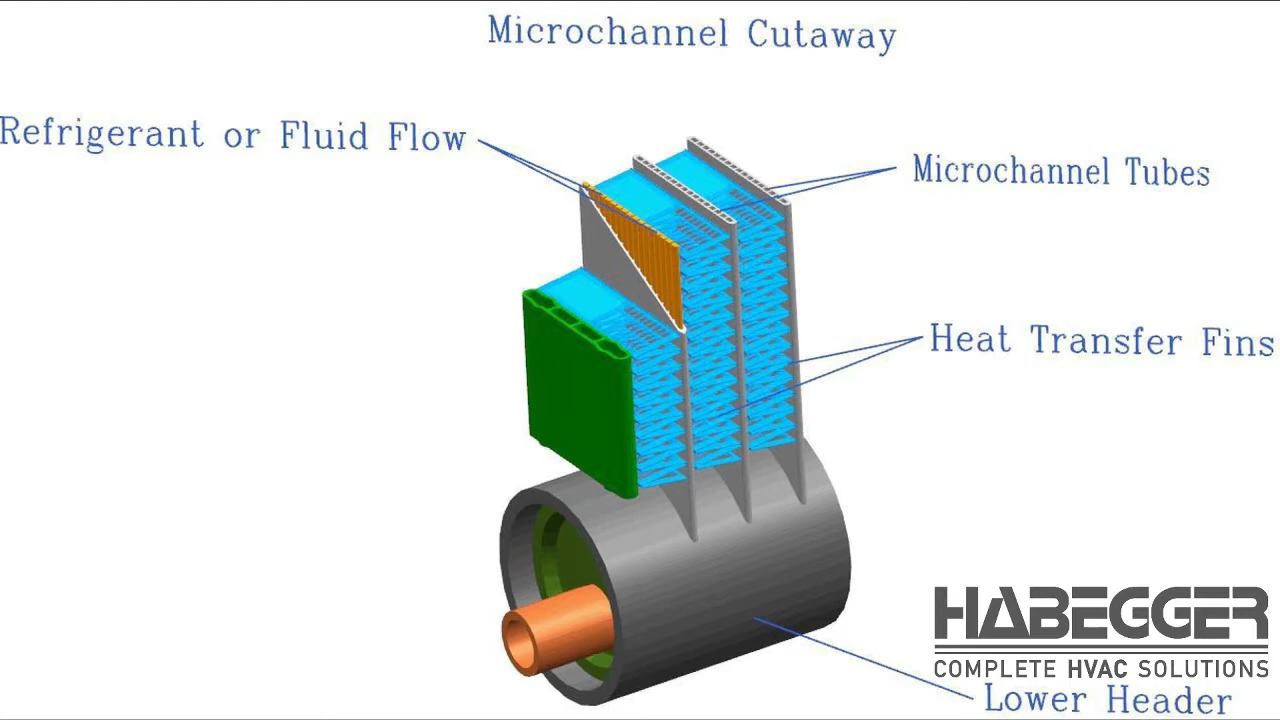 Microchannel Cutaway
Refrigerant or Fluid Flow
Microchannel Tubes
Heat Transfer Fins
HABEGGER
COMPLETE HVAC SOLUTIONS
Lower Header